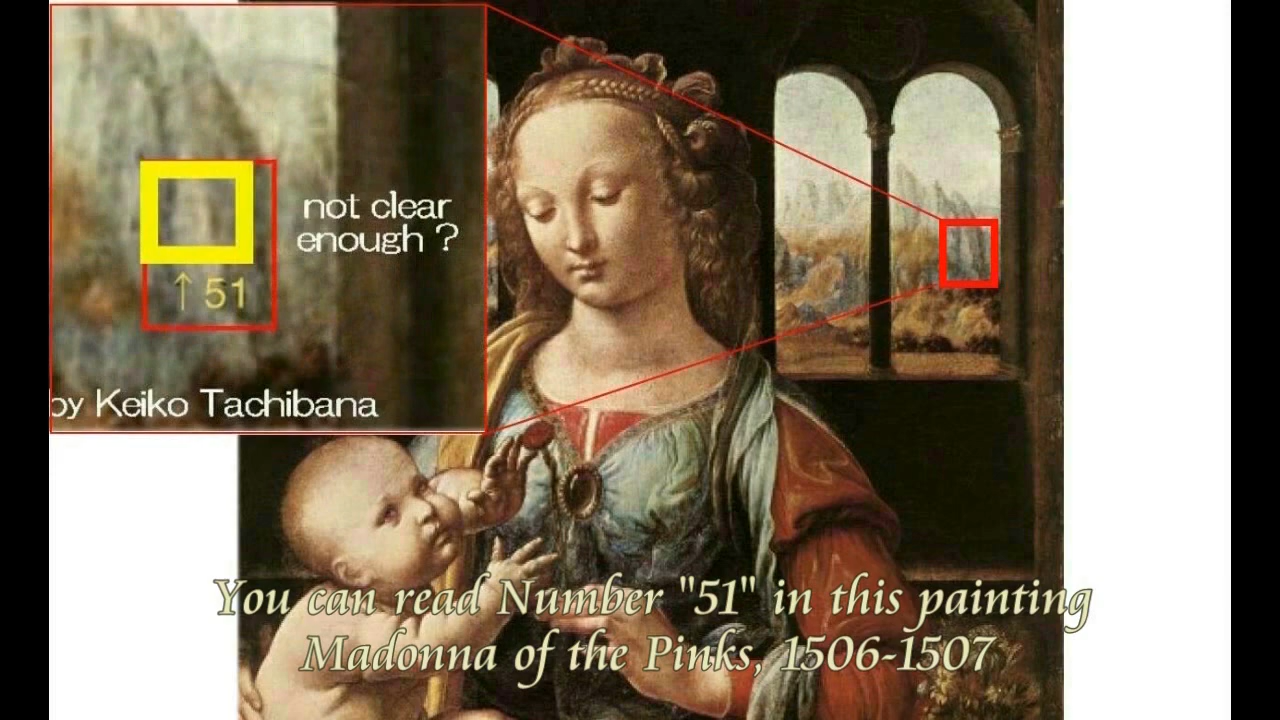 not clear
enough ?
↑ 51
by Keiko Tachibana
You can read Number "51" in this painting
Madonna of the Pinks, 1506-1507